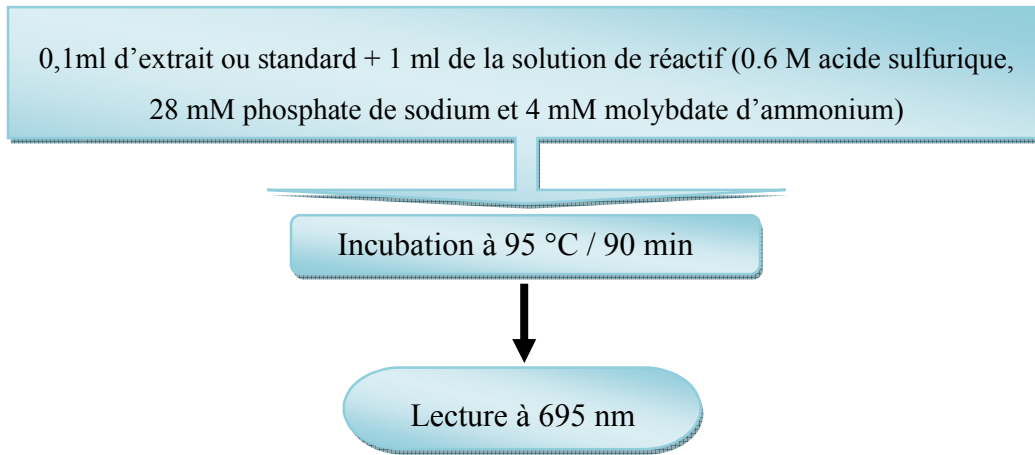 0,1ml d’extrait ou standard + 1 ml de la solution de réactif (0.6 M acide sulfurique,
28 mM phosphate de sodium et 4 mM molybdate d’ammonium)
Incubation à 95 °C / 90 min
Lecture à 695 nm